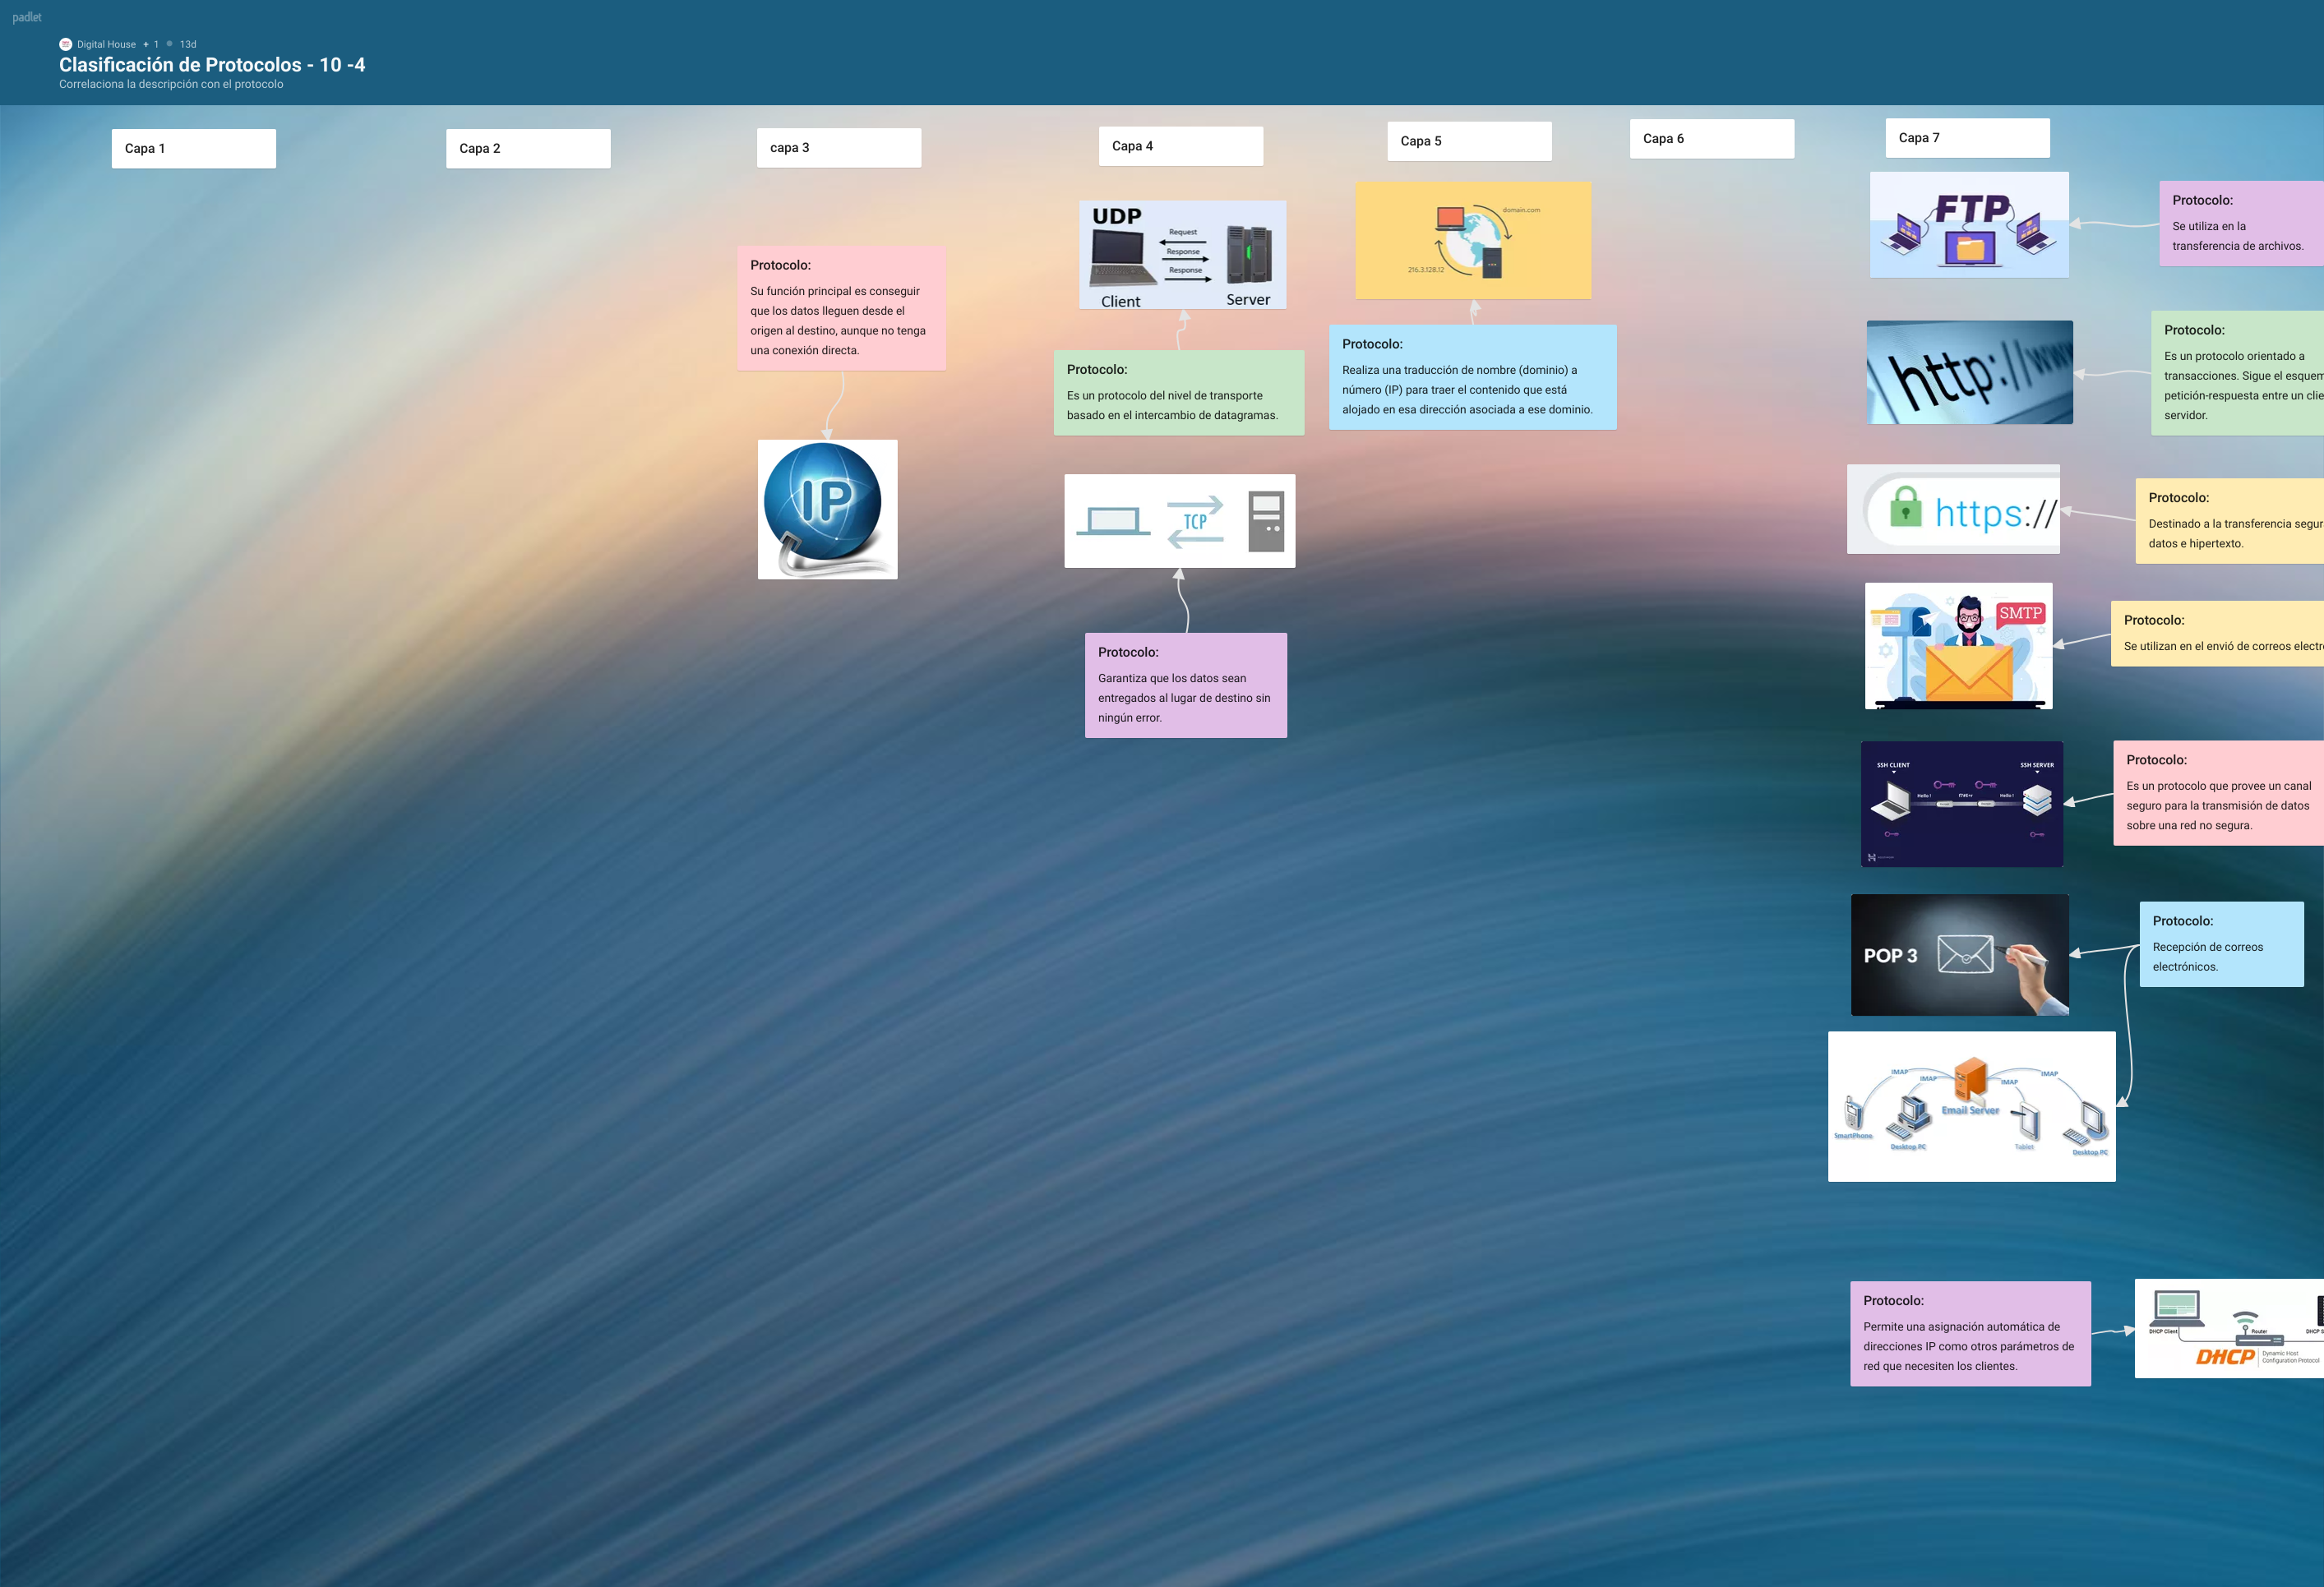 padlet
Digital House + 1 13d
Clasificación de Protocolos - 10 -4
Correlaciona la descripción con el protocolo
Capa 1
Capa 2
capa 3
Capa 4
Capa 5
Capa 6
Capa 7
Protocolo:
Su función principal es conseguir
que los datos lleguen desde el
origen al destino, aunque no tenga
una conexión directa.
IP
UDP
Request
Response
Response
Client
Server
Protocolo:
Es un protocolo del nivel de transporte
basado en el intercambio de datagramas.
TCP
Protocolo:
Garantiza que los datos sean
entregados al lugar de destino sin
ningún error.
domain.com
216.3.128.12
Protocolo:
Realiza una traducción de nombre (dominio) a
número (IP) para traer el contenido que está
alojado en esa dirección asociada a ese dominio.
FTP
Protocolo:
Se utiliza en la
transferencia de archivos.
http://www
Protocolo:
Es un protocolo orientado a
transacciones. Sigue el esquem
petición-respuesta entre un clie
servidor.
https://
Protocolo:
Destinado a la transferencia segur
datos e hipertexto.
SMTP
Protocolo:
Se utilizan en el envió de correos electr
SSH CLIENT
SSH SERVER
Hello !
Hello !
Protocolo:
Es un protocolo que provee un canal
seguro para la transmisión de datos
sobre una red no segura.
POP 3
Protocolo:
Recepción de correos
electrónicos.
IMAP
IMAP
IMAP
IMAP
Email Server
SmartPhone
Desktop PC
Tablet
Desktop PC
Protocolo:
Permite una asignación automática de
direcciones IP como otros parámetros de
red que necesiten los clientes.
DHCP Client
Router
DHCP S
DHCP
Dynamic Host
Configuration Protocol